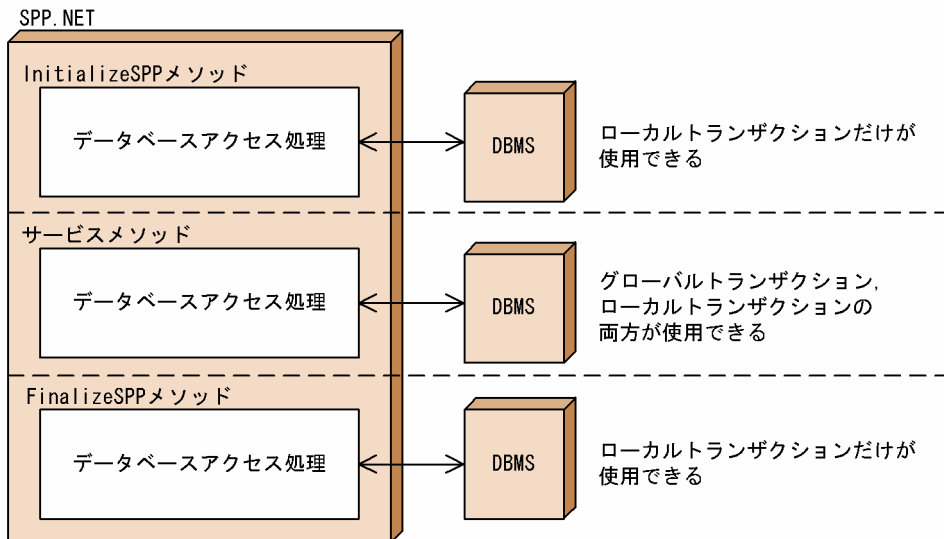 SPP.NET
InitializeSPPメソッド
データベースアクセス処理
DBMS
ローカルトランザクションだけが
使用できる
サービスメソッド
データベースアクセス処理
DBMS
グローバルトランザクション,
ローカルトランザクションの
両方が使用できる
FinalizeSPPメソッド
データベースアクセス処理
DBMS
ローカルトランザクションだけが
使用できる